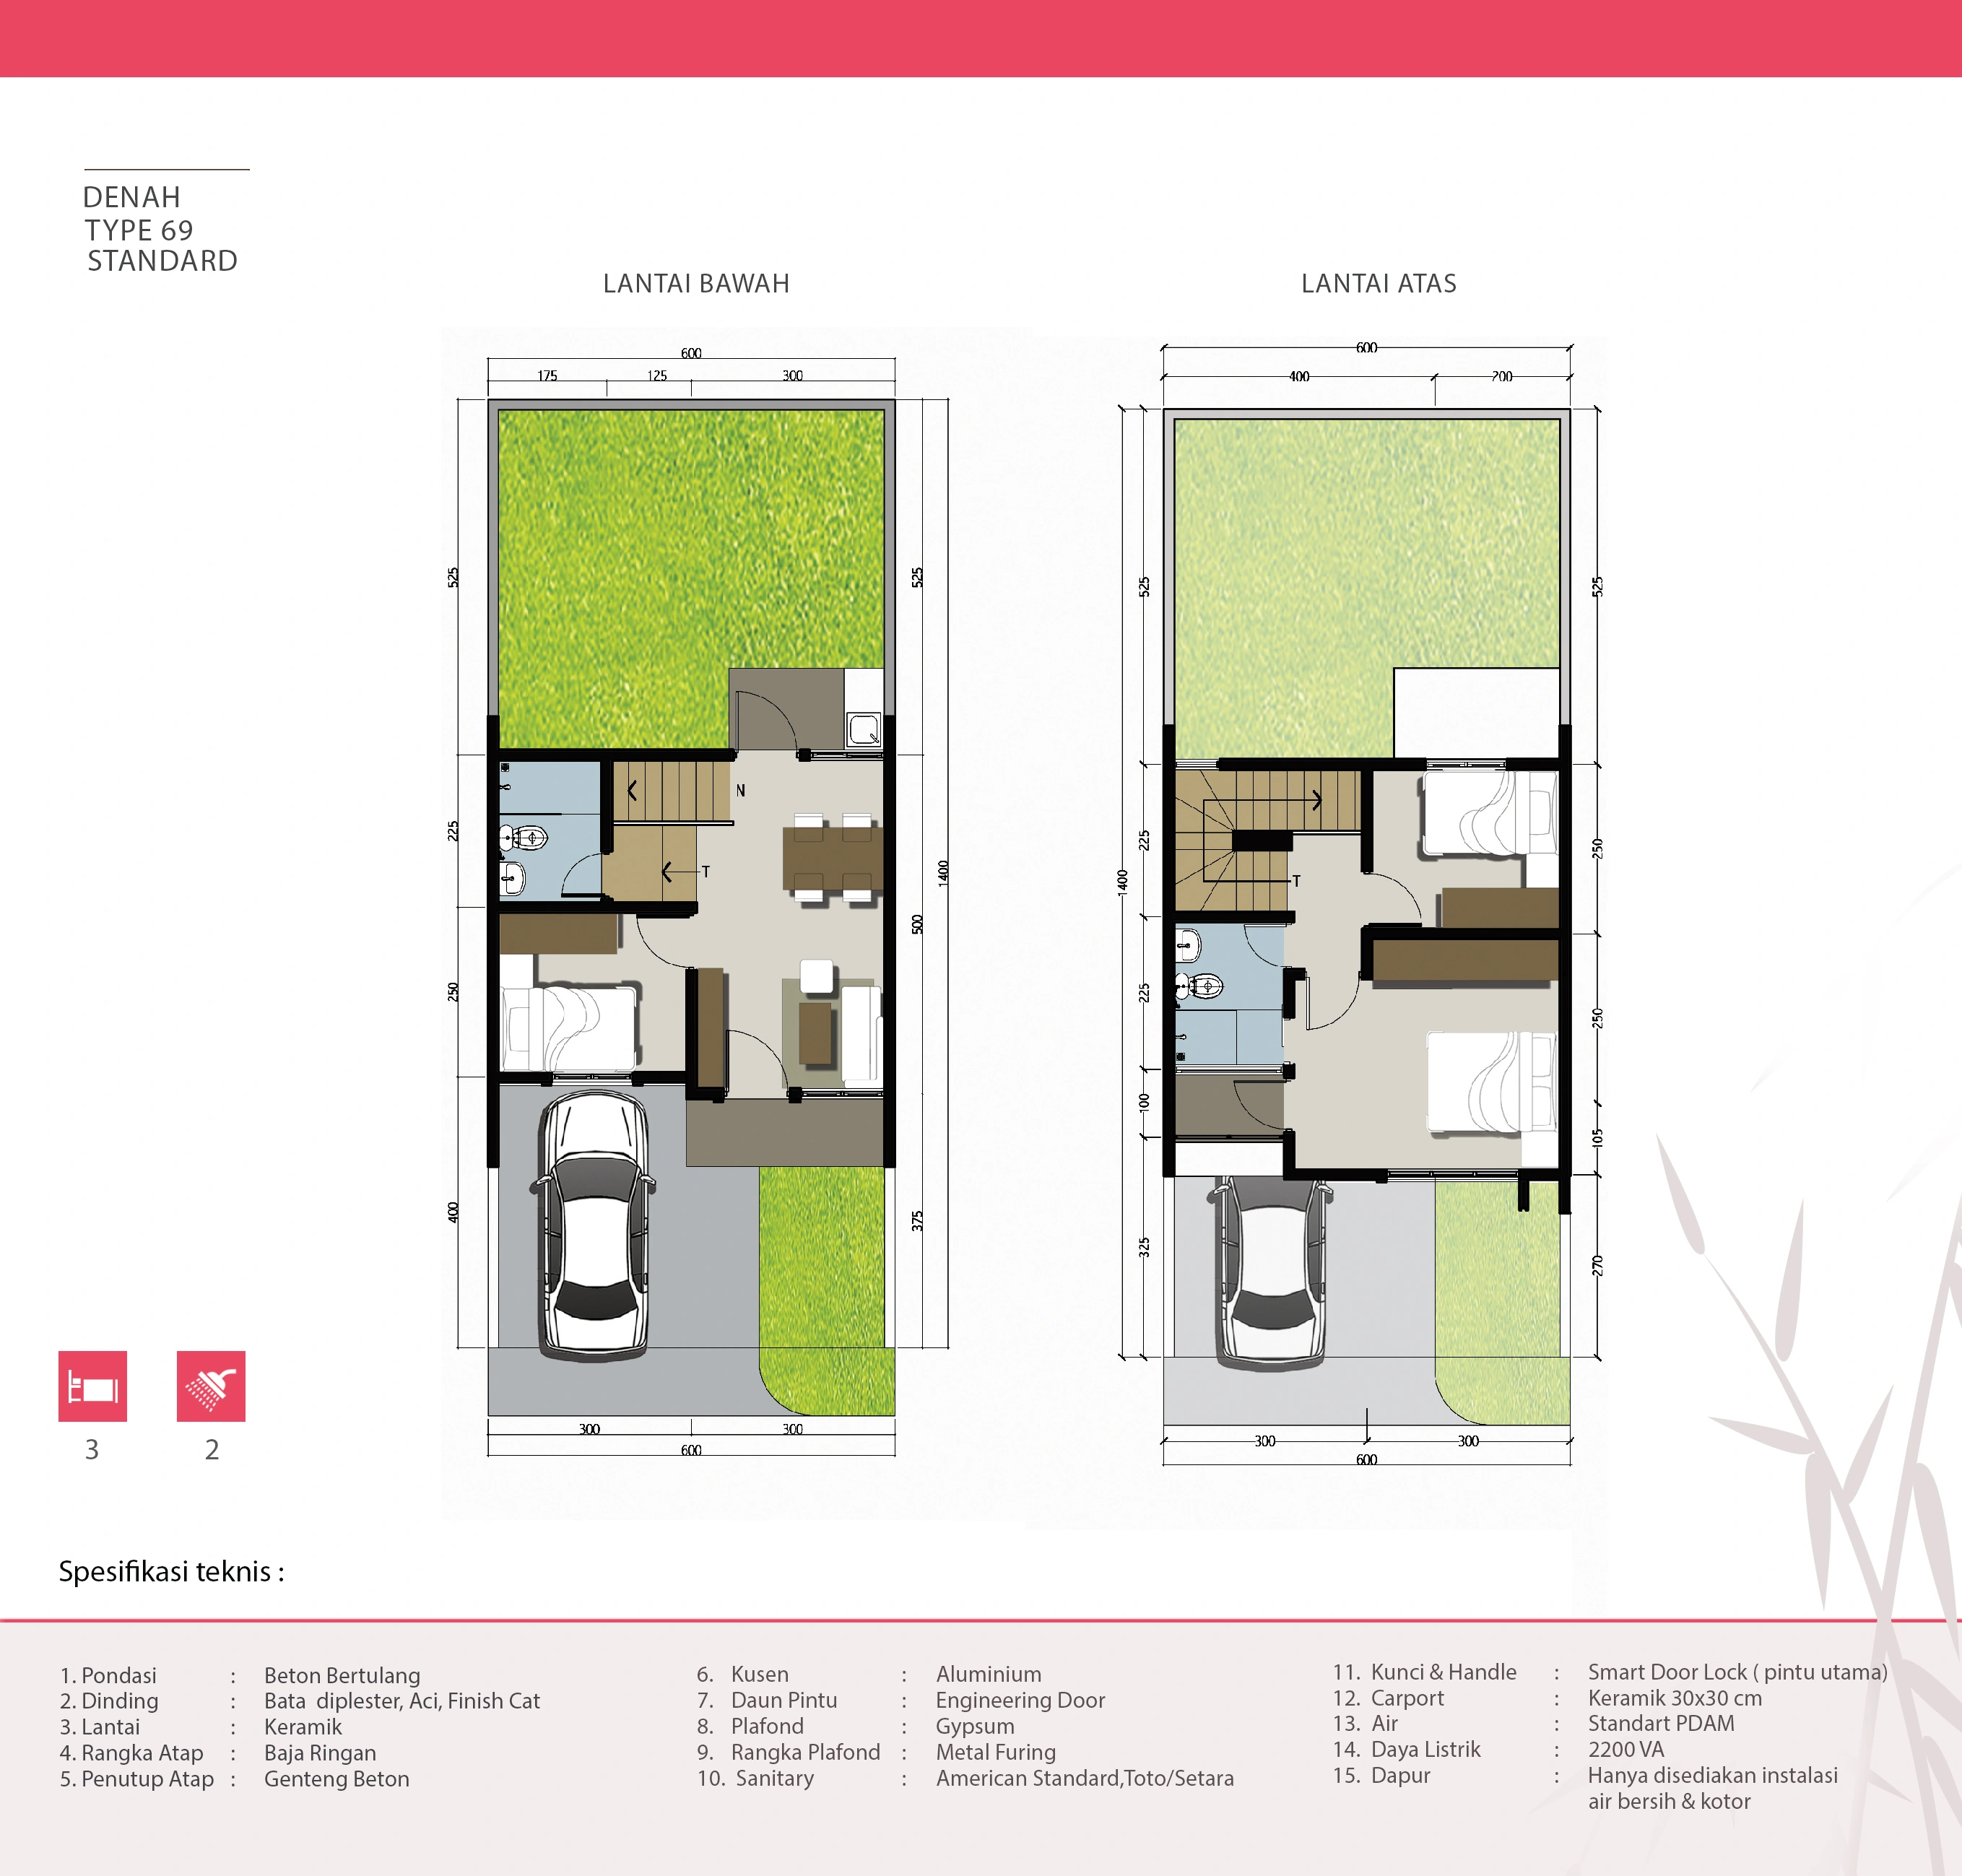 DENAH
TYPE 69
STANDARD
LANTAI BAWAH
LANTAI ATAS
600
175 125 300
525
525
225
250
400
500
375
1400
N
T
300 300
600
600
400 200
1400
525
225
225
100
325
525
250
250
105
270
T
300 300
600
3 2
Spesifikasi teknis :
1. Pondasi : Beton Bertulang
2. Dinding : Bata diplester, Aci, Finish Cat
3. Lantai : Keramik
4. Rangka Atap : Baja Ringan
5. Penutup Atap : Genteng Beton
6. Kusen : Aluminium
7. Daun Pintu : Engineering Door
8. Plafond : Gypsum
9. Rangka Plafond : Metal Furing
10. Sanitary : American Standard,Toto/Setara
11. Kunci & Handle : Smart Door Lock ( pintu utama)
12. Carport : Keramik 30x30 cm
13. Air : Standart PDAM
14. Daya Listrik : 2200 VA
15. Dapur : Hanya disediakan instalasi
air bersih & kotor